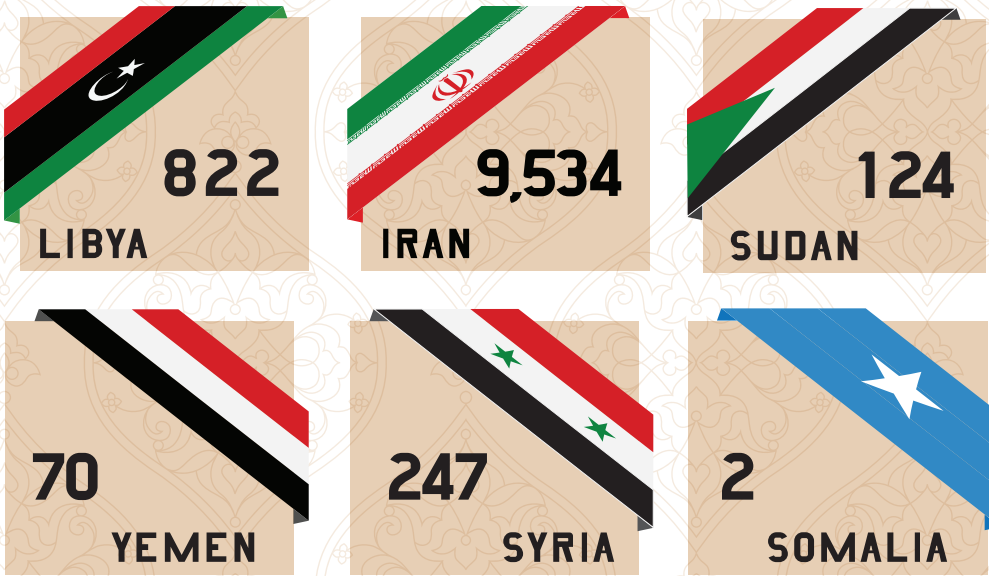 822
LIBYA
9,534
IRAN
124
SUDAN
70
YEMEN
247
SYRIA
2
SOMALIA